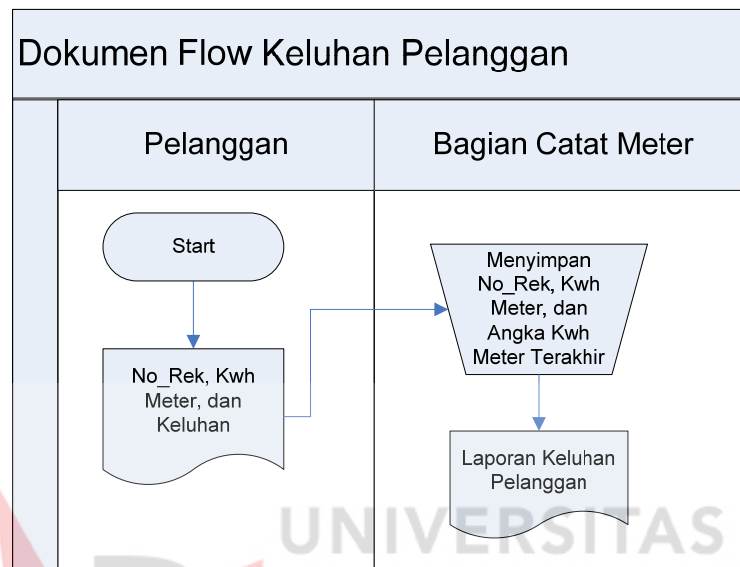 Dokumen Flow Keluhan Pelanggan
Pelanggan
Bagian Catat Meter
Start
No_Rek, Kwh
Meter, dan
Keluhan
Menyimpan
No_Rek, Kwh
Meter, dan
Angka Kwh
Meter Terakhir
Laporan Keluhan
Pelanggan
UNIVERSITAS